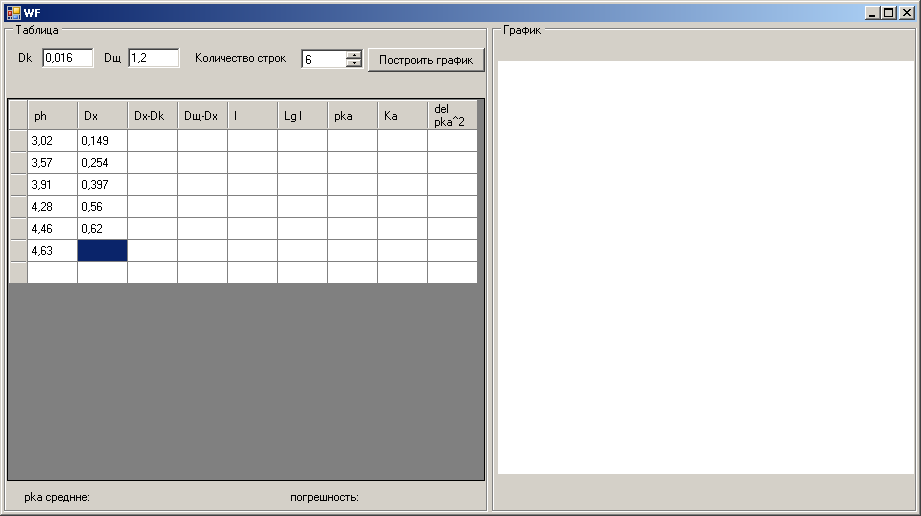 WF
Таблица
График
Dk 0,016 Dщ 1,2 Количество строк 6 Построить график
ph Dx Dx-Dk Dщ-Dx I Lg I pka Ka del pka^2
3,02 0,149
3,57 0,254
3,91 0,397
4,28 0,56
4,46 0,62
4,63
pka среднне: погрешность: